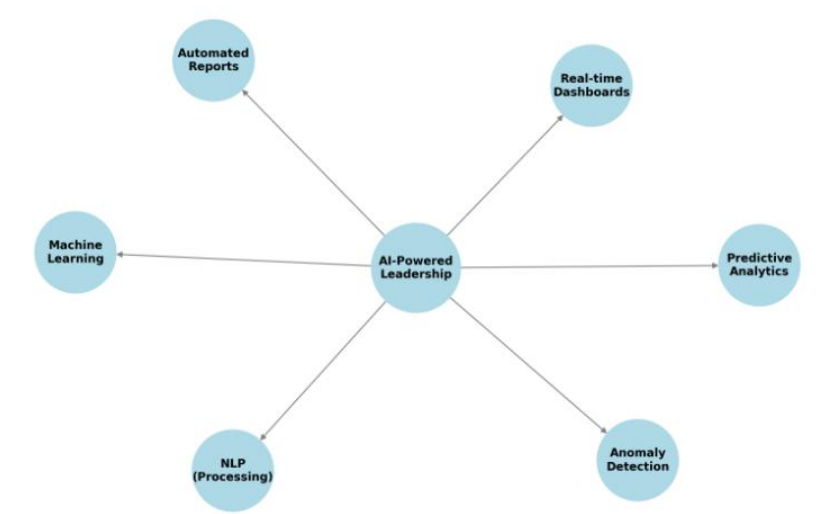 Automated
Reports
Real-time
Dashboards
Machine
Learning
AI-Powered
Leadership
Predictive
Analytics
NLP
(Processing)
Anomaly
Detection